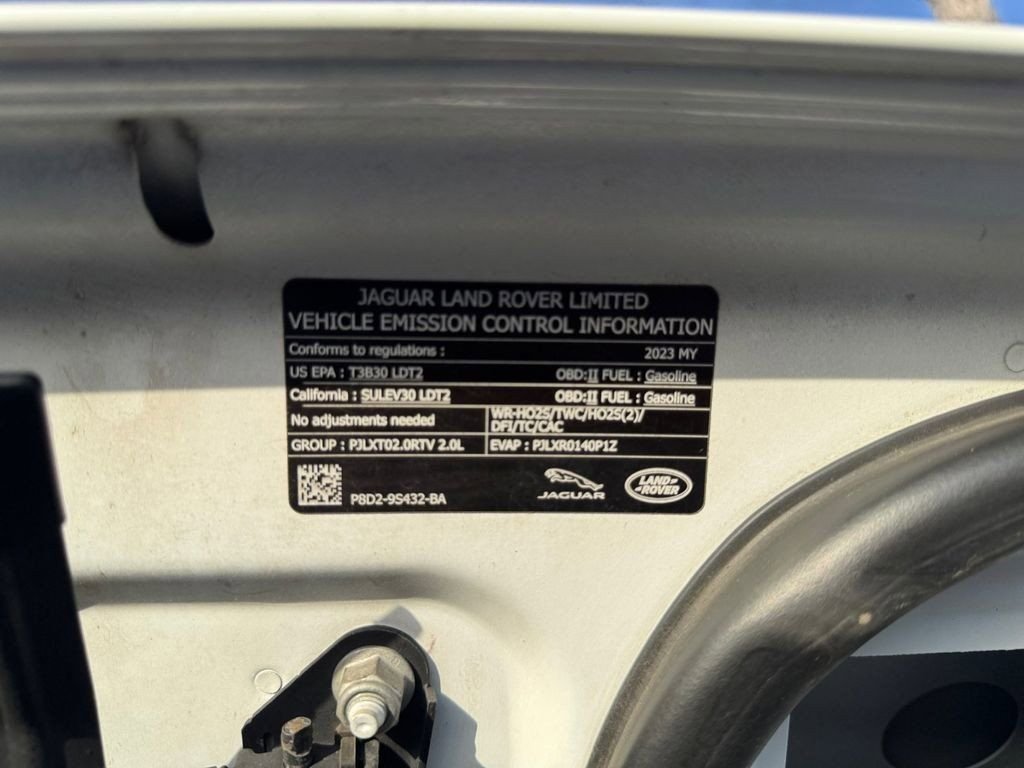 JAGUAR LAND ROVER LIMITED
VEHICLE EMISSION CONTROL INFORMATION
Conforms to regulations : 2023 MY
US EPA : T3B30 LDT2 OBD:II FUEL : Gasoline
California : SULEV30 LDT2 OBD:II FUEL : Gasoline
No adjustments needed WR-HO2S/TWC/HO2S(2)/
DFI/TC/CAC
GROUP : PJLXT02.0RTV 2.0L EVAP : PJLXR0140P1Z
P8D2-9S432-BA
JAGUAR
LAND-
-ROVER